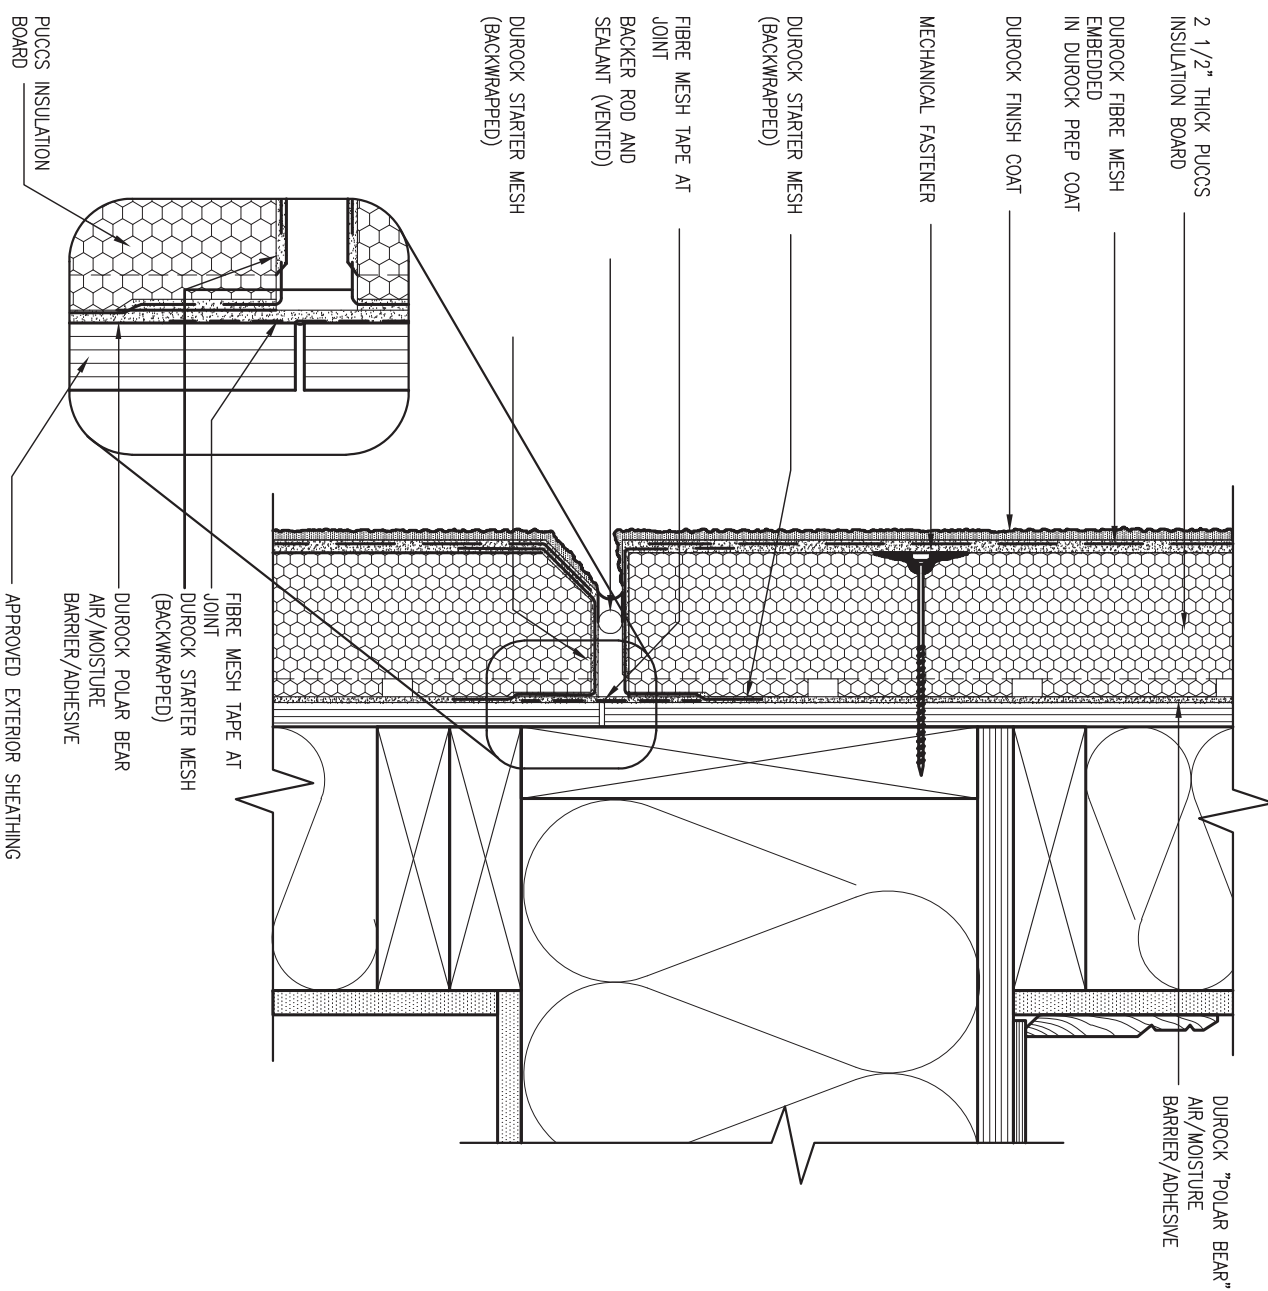 2 1/2" THICK PUCCS
INSULATION BOARD
DUROCK FIBRE MESH
EMBEDDED
IN DUROCK PREP COAT
DUROCK FINISH COAT
MECHANICAL FASTENER
DUROCK STARTER MESH
(BACKWRAPPED)
FIBRE MESH TAPE AT
JOINT
BACKER ROD AND
SEALANT (VENTED)
DUROCK STARTER MESH
(BACKWRAPPED)
PUCCS INSULATION
BOARD
DUROCK "POLAR BEAR"
AIR/MOISTURE
BARRIER/ADHESIVE
FIBRE MESH TAPE AT
JOINT
DUROCK STARTER MESH
(BACKWRAPPED)
DUROCK POLAR BEAR
AIR/MOISTURE
BARRIER/ADHESIVE
APPROVED EXTERIOR SHEATHING